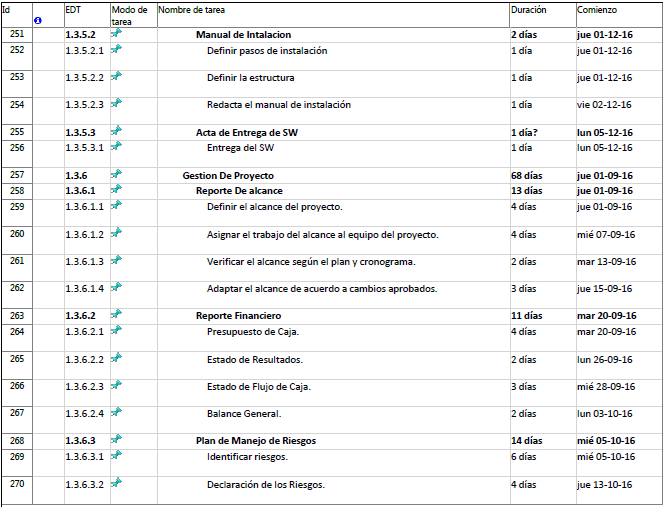 Id EDT Modo de tarea Nombre de tarea Duración Comienzo
251 1.3.5.2 Manual de Intalacion 2 días jue 01-12-16
252 1.3.5.2.1 Definir pasos de instalación 1 día jue 01-12-16
253 1.3.5.2.2 Definir la estructura 1 día jue 01-12-16
254 1.3.5.2.3 Redacta el manual de instalación 1 día vie 02-12-16
255 1.3.5.3 Acta de Entrega de SW 1 día? lun 05-12-16
256 1.3.5.3.1 Entrega del SW 1 día lun 05-12-16
257 1.3.6 Gestion De Proyecto 68 días jue 01-09-16
258 1.3.6.1 Reporte De alcance 13 días jue 01-09-16
259 1.3.6.1.1 Definir el alcance del proyecto. 4 días jue 01-09-16
260 1.3.6.1.2 Asignar el trabajo del alcance al equipo del proyecto. 4 días mié 07-09-16
261 1.3.6.1.3 Verificar el alcance según el plan y cronograma. 2 días mar 13-09-16
262 1.3.6.1.4 Adaptar el alcance de acuerdo a cambios aprobados. 3 días jue 15-09-16
263 1.3.6.2 Reporte Financiero 11 días mar 20-09-16
264 1.3.6.2.1 Presupuesto de Caja. 4 días mar 20-09-16
265 1.3.6.2.2 Estado de Resultados. 2 días lun 26-09-16
266 1.3.6.2.3 Estado de Flujo de Caja. 3 días mié 28-09-16
267 1.3.6.2.4 Balance General. 2 días lun 03-10-16
268 1.3.6.3 Plan de Manejo de Riesgos 14 días mié 05-10-16
269 1.3.6.3.1 Identificar riesgos. 6 días mié 05-10-16
270 1.3.6.3.2 Declaración de los Riesgos. 4 días jue 13-10-16